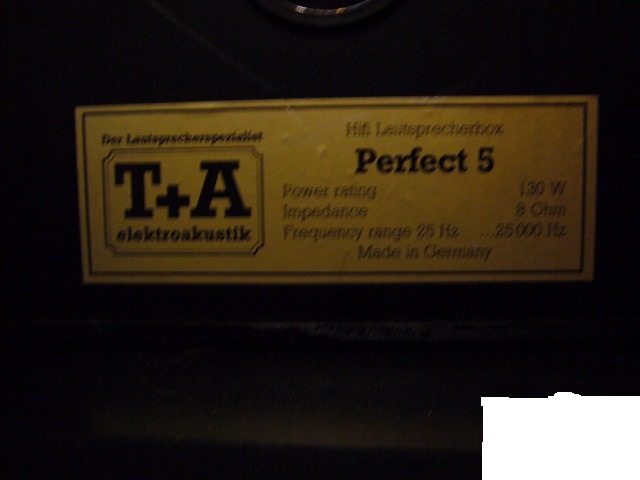 Der Lautsprecherspezialist
T+A
elektroakustik
Hifi Lautsprecherbox
Perfect 5
Power rating 130 W
Impedance 8 Ohm
Frequency range 25 Hz ...25 000 Hz
Made in Germany